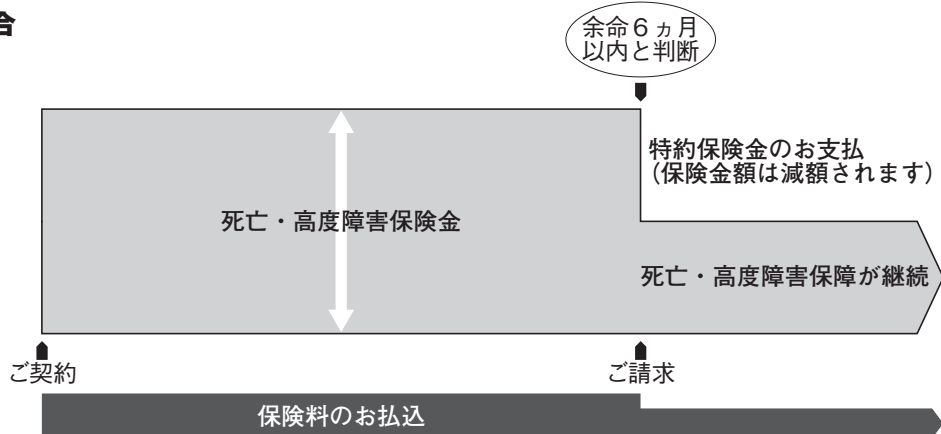 合
余命6ヵ月
以内と判断
特約保険金のお支払
(保険金額は減額されます)
死亡・高度障害保険金
死亡・高度障害保障が継続
ご契約
ご請求
保険料のお払込